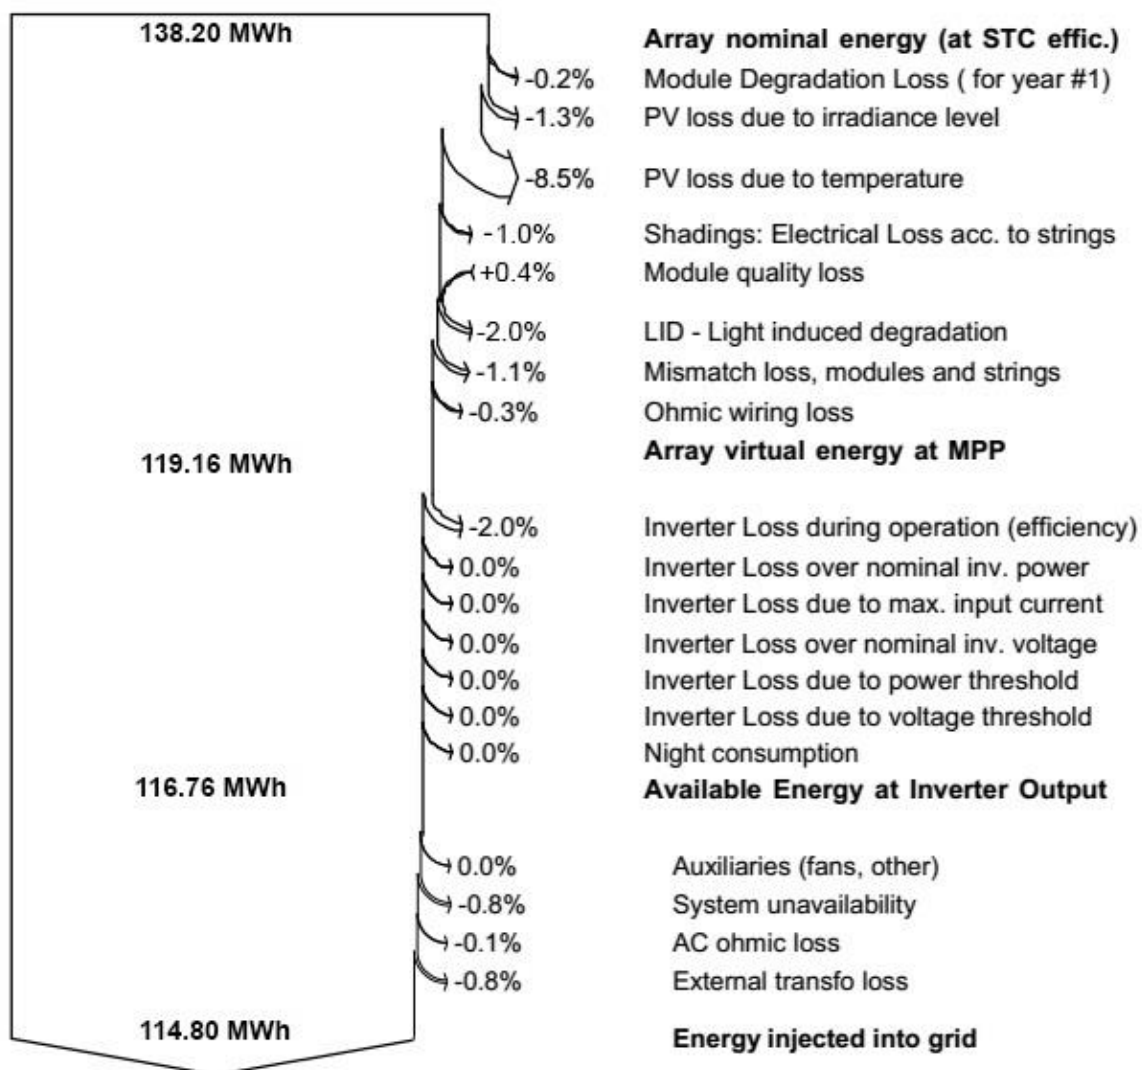 138.20 MWh Array nominal energy (at STC effic.)
-0.2% Module Degradation Loss ( for year #1)
-1.3% PV loss due to irradiance level
-8.5% PV loss due to temperature
-1.0% Shadings: Electrical Loss acc. to strings
+0.4% Module quality loss
-2.0% LID - Light induced degradation
-1.1% Mismatch loss, modules and strings
-0.3% Ohmic wiring loss
119.16 MWh Array virtual energy at MPP
-2.0% Inverter Loss during operation (efficiency)
0.0% Inverter Loss over nominal inv. power
0.0% Inverter Loss due to max. input current
0.0% Inverter Loss over nominal inv. voltage
0.0% Inverter Loss due to power threshold
0.0% Inverter Loss due to voltage threshold
0.0% Night consumption
116.76 MWh Available Energy at Inverter Output
0.0% Auxiliaries (fans, other)
-0.8% System unavailability
-0.1% AC ohmic loss
-0.8% External transfo loss
114.80 MWh Energy injected into grid